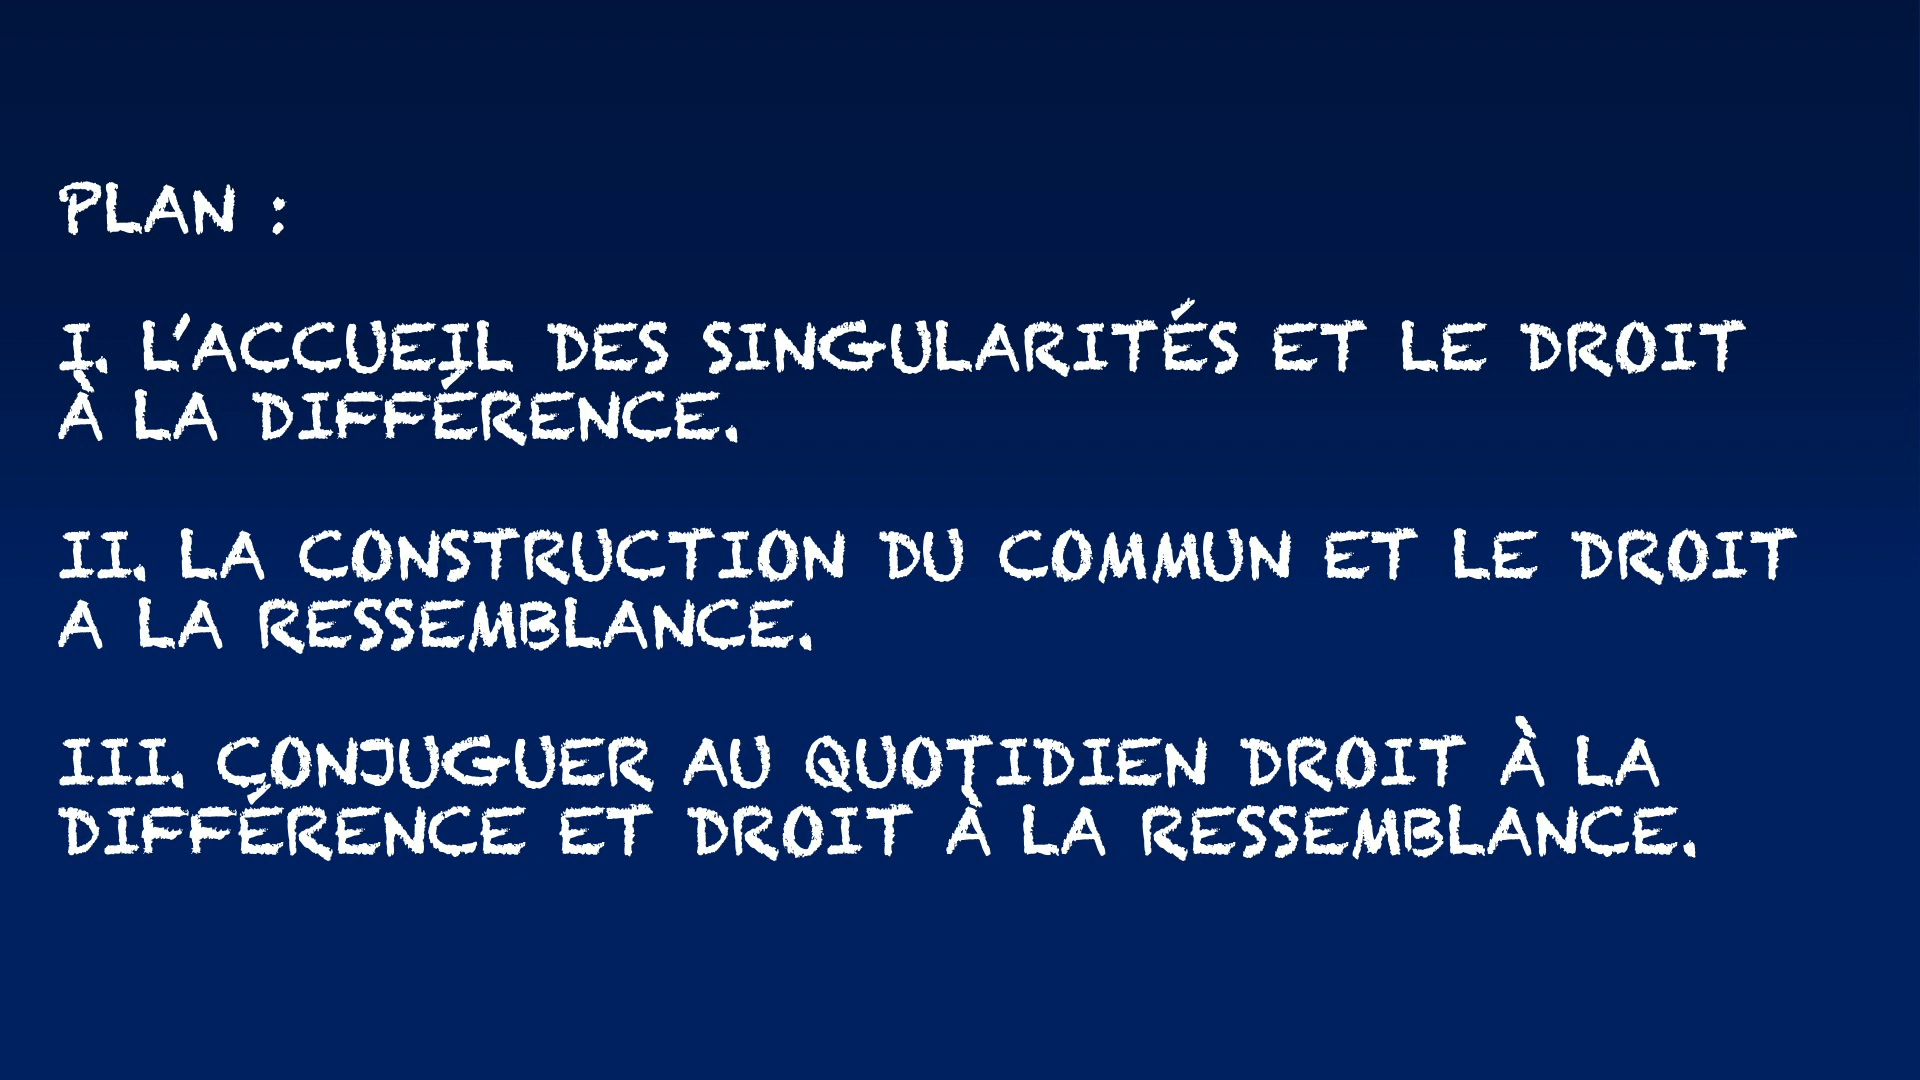 PLAN :
I. L'ACCUEIL DES SINGULARITÉS ET LE DROIT
À LA DIFFÉRENCE.
II. LA CONSTRUCTION DU COMMUN ET LE DROIT
A LA RESSEMBLANCE.
III. CONJUGUER AU QUOTIDIEN DROIT À LA
DIFFÉRENCE ET DROIT À LA RESSEMBLANCE.